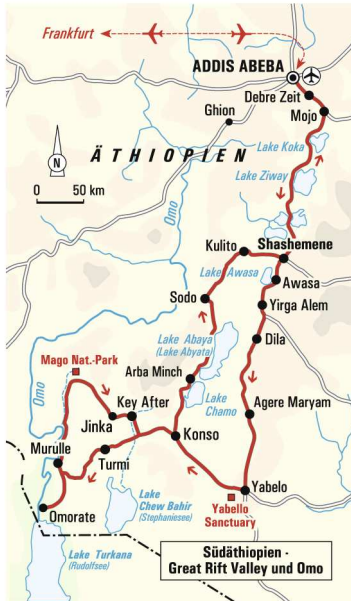 Frankfurt
ADDIS ABEBA
Debre Zeit
Mojo
Ghion
Lake Koka
ÄTHIOPIEN
Lake Ziway
N
0 50 km
Omo
Kulito
Shashemene
Lake Awasa
Awasa
Sodo
Yirga Alem
Lake Abaya
(Lake Abyata)
Dila
Mago Nat.-Park
Arba Minch
Omo
Key After
Lake
Chamo
Agere Maryam
Jinka
Konso
Murulle
Turmi
Yabelo
Lake
Chew Bahir
(Stephaniesee)
Yabello
Sanctuary
Omorate
Lake Turkana
(Rudolfsee)
Südäthiopien -
Great Rift Valley und Omo